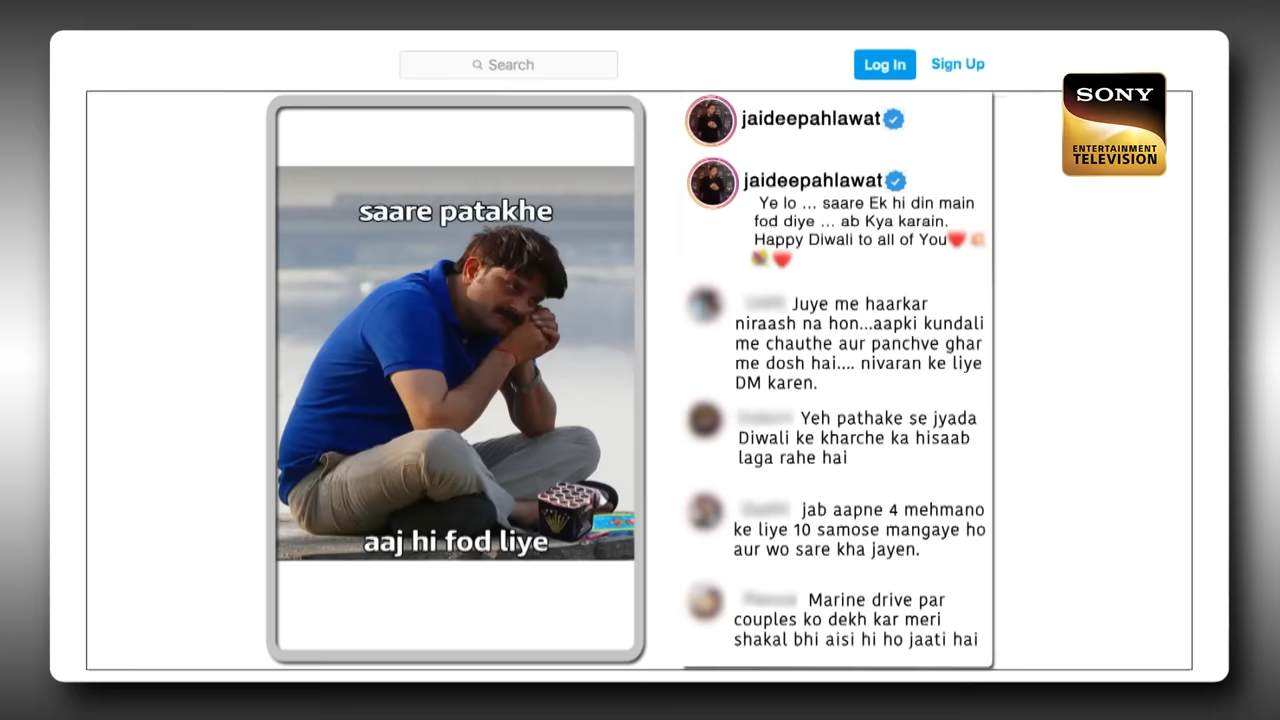 Search
Log In
Sign Up
SONY
ENTERTAINMENT
TELEVISION
saare patakhe
aaj hi fod liye
jaideepahlawat
jaideepahlawat
Ye lo ... saare Ek hi din main
fod diye ... ab Kya karain.
Happy Diwali to all of You❤️
❤️
Juye me haarkar
niraash na hon...aapki kundali
me chauthe aur panchve ghar
me dosh hai.... nivaran ke liye
DM karen.
Yeh pathake se jyada
Diwali ke kharche ka hisaab
laga rahe hai
jab aapne 4 mehmano
ke liye 10 samose mangaye ho
aur wo sare kha jayen.
Marine drive par
couples ko dekh kar meri
shakal bhi aisi hi ho jaati hai